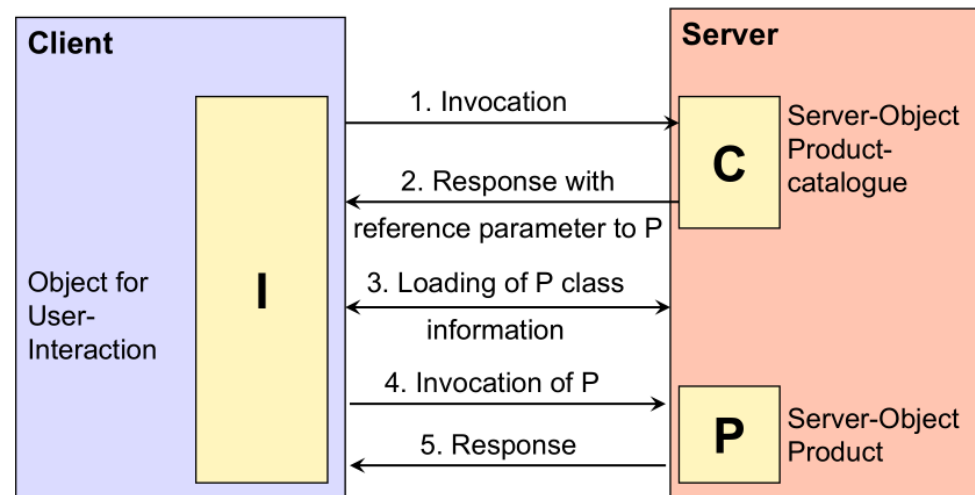 Client
Server
1. Invocation
C
Server-Object
Product-
catalogue
2. Response with
reference parameter to P
Object for
User-
Interaction
I
3. Loading of P class
information
4. Invocation of P
P
Server-Object
Product
5. Response